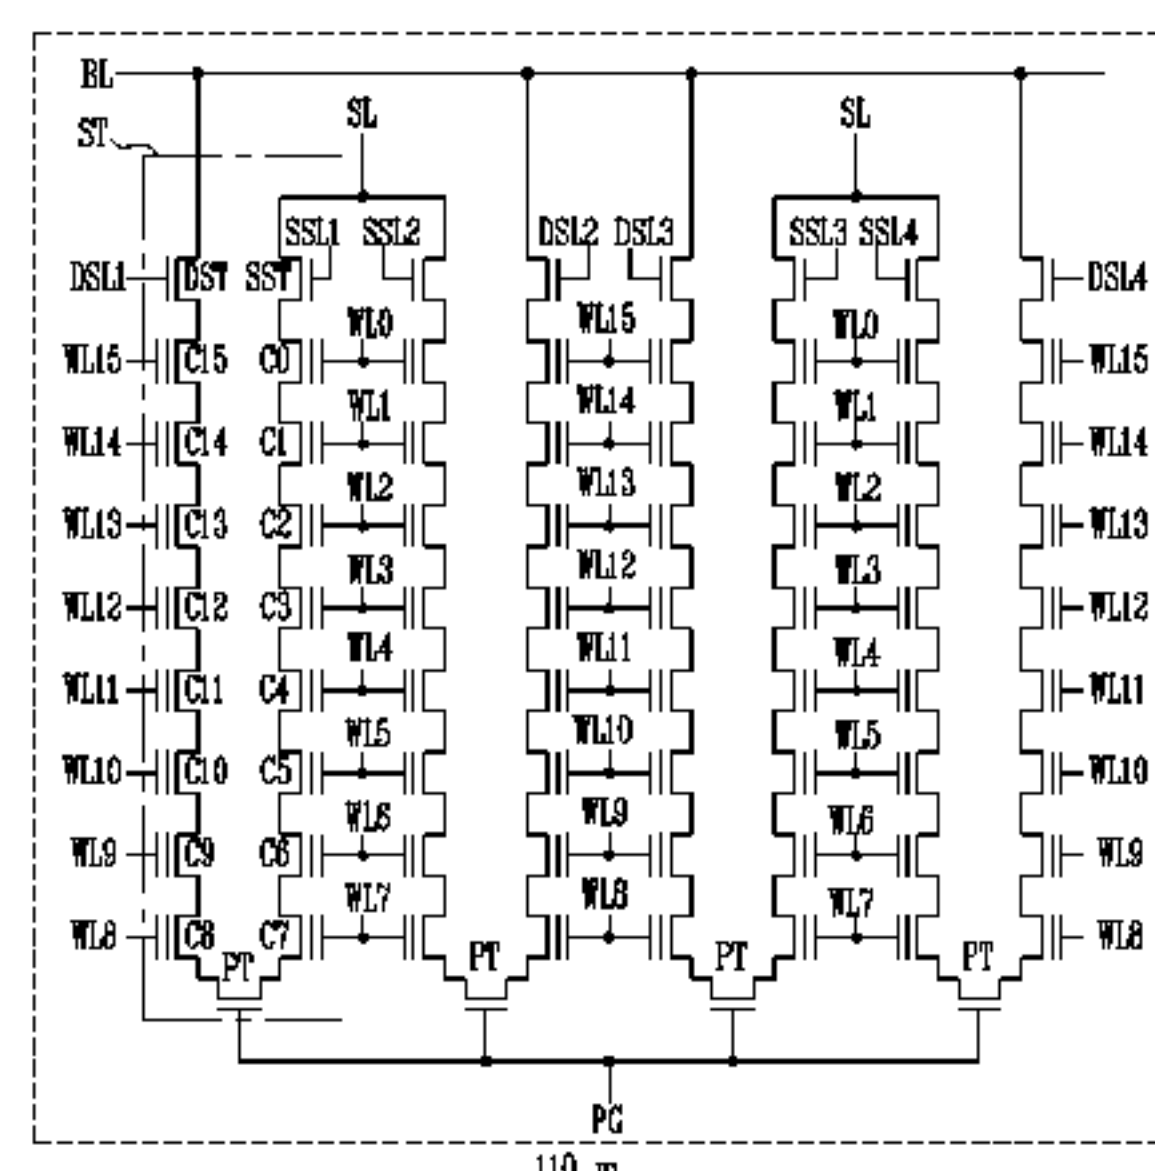 BL
ST
SL SL
SSL1 SSL2 DSL2 DSL3 SSL3 SSL4
DSL1 DST SST DSL4
WL0 WL15 WL0
WL15 C15 C0 WL15
WL1 WL14 WL1
WL14 C14 C1 WL14
WL2 WL13 WL2
WL13 C13 C2 WL13
WL3 WL12 WL3
WL12 C12 C3 WL12
WL4 WL11 WL4
WL11 C11 C4 WL11
WL5 WL10 WL5
WL10 C10 C5 WL10
WL6 WL9 WL6
WL9 C9 C6 WL9
WL7 WL8 WL7
WL8 C8 C7 WL8
PT PT PT PT
PG
110